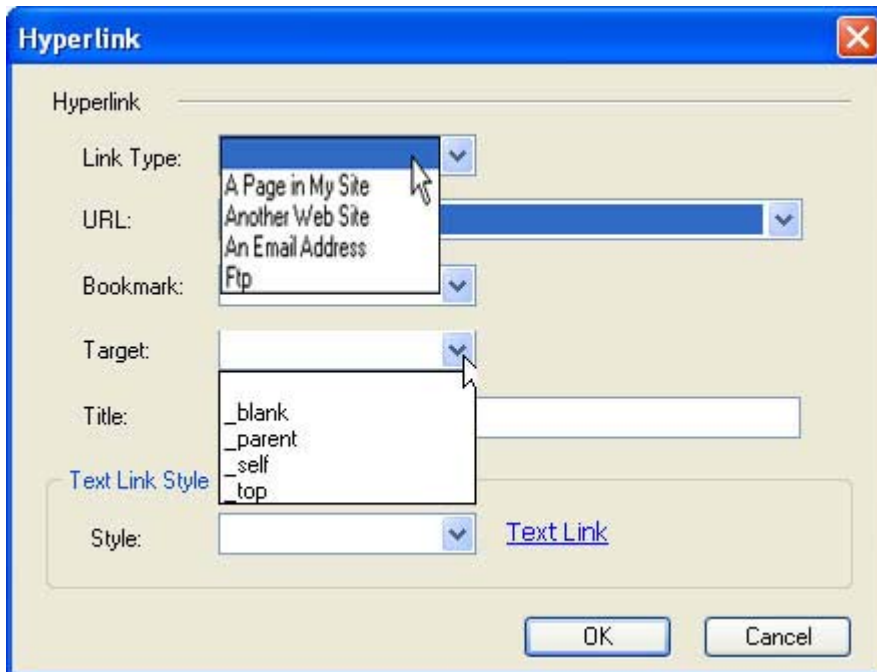 Hyperlink
Hyperlink
Link Type:
A Page in My Site
Another Web Site
An Email Address
Ftp
URL:
Bookmark:
Target:
_blank
_parent
_self
_top
Title:
Text Link Style
Style:
Text Link
OK
Cancel